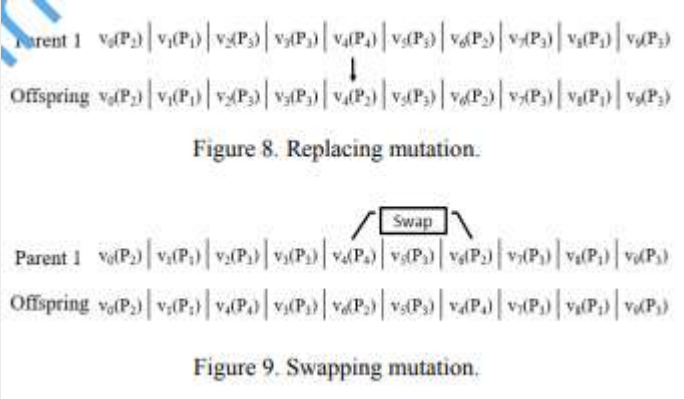 Parent 1 v₀(P₂) | v₁(P₁) | v₂(P₃) | v₃(P₃) | v₄(P₄) | v₅(P₃) | v₆(P₂) | v₇(P₃) | v₈(P₁) | v₉(P₃)
Offspring v₀(P₂) | v₁(P₁) | v₂(P₃) | v₃(P₃) | v₄(P₂) | v₅(P₃) | v₆(P₂) | v₇(P₃) | v₈(P₁) | v₉(P₃)
Figure 8. Replacing mutation.
Swap
Parent 1 v₀(P₂) | v₁(P₁) | v₂(P₃) | v₃(P₃) | v₄(P₄) | v₅(P₃) | v₆(P₂) | v₇(P₃) | v₈(P₁) | v₉(P₃)
Offspring v₀(P₂) | v₁(P₁) | v₄(P₄) | v₃(P₃) | v₆(P₂) | v₅(P₃) | v₄(P₄) | v₇(P₃) | v₈(P₁) | v₉(P₃)
Figure 9. Swapping mutation.